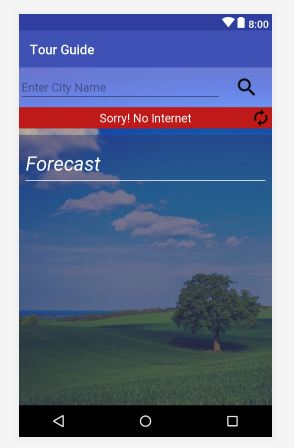 8:00
Tour Guide
Enter City Name
Sorry! No Internet
Forecast